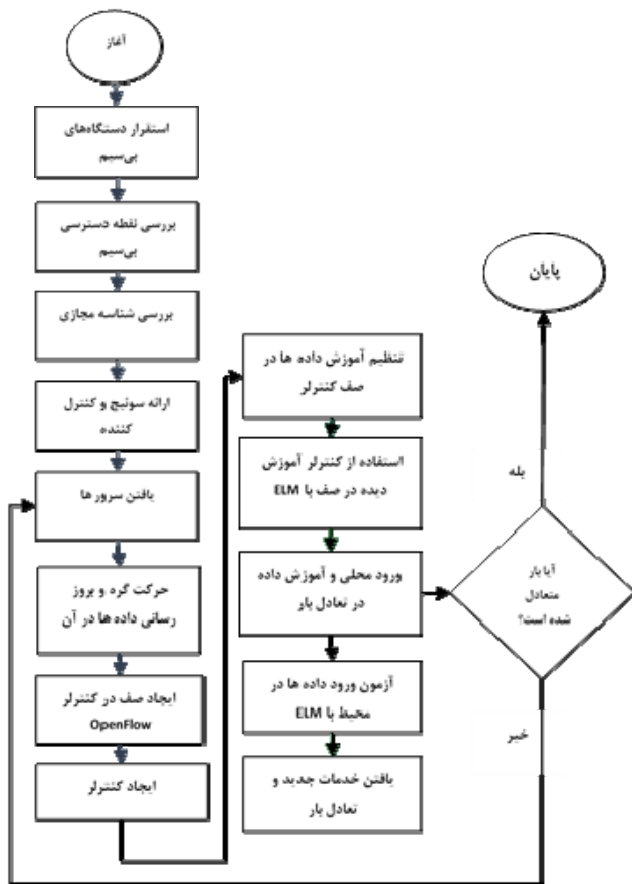 آغاز
استقرار دستگاه‌های
بی‌سیم
بررسی نقطه دسترسی
بی‌سیم
بررسی شناسه مجازی
ارائه سوئیچ و کنترل
کننده
یافتن سرورها
حرکت گره و بروز
رسانی داده ها در آن
ایجاد صف در کنترلر
OpenFlow
ایجاد کنترلر
تنظیم آموزش داده ها در
صف کنترلر
استفاده از کنترلر آموزش
دیده در صف با ELM
ورود محلی و آموزش داده
در تعادل بار
آزمون ورود داده ها در
محیط با ELM
یافتن خدمات جدید و
تعادل بار
آیا بار
متعادل
شده است؟
بله
خیر
پایان